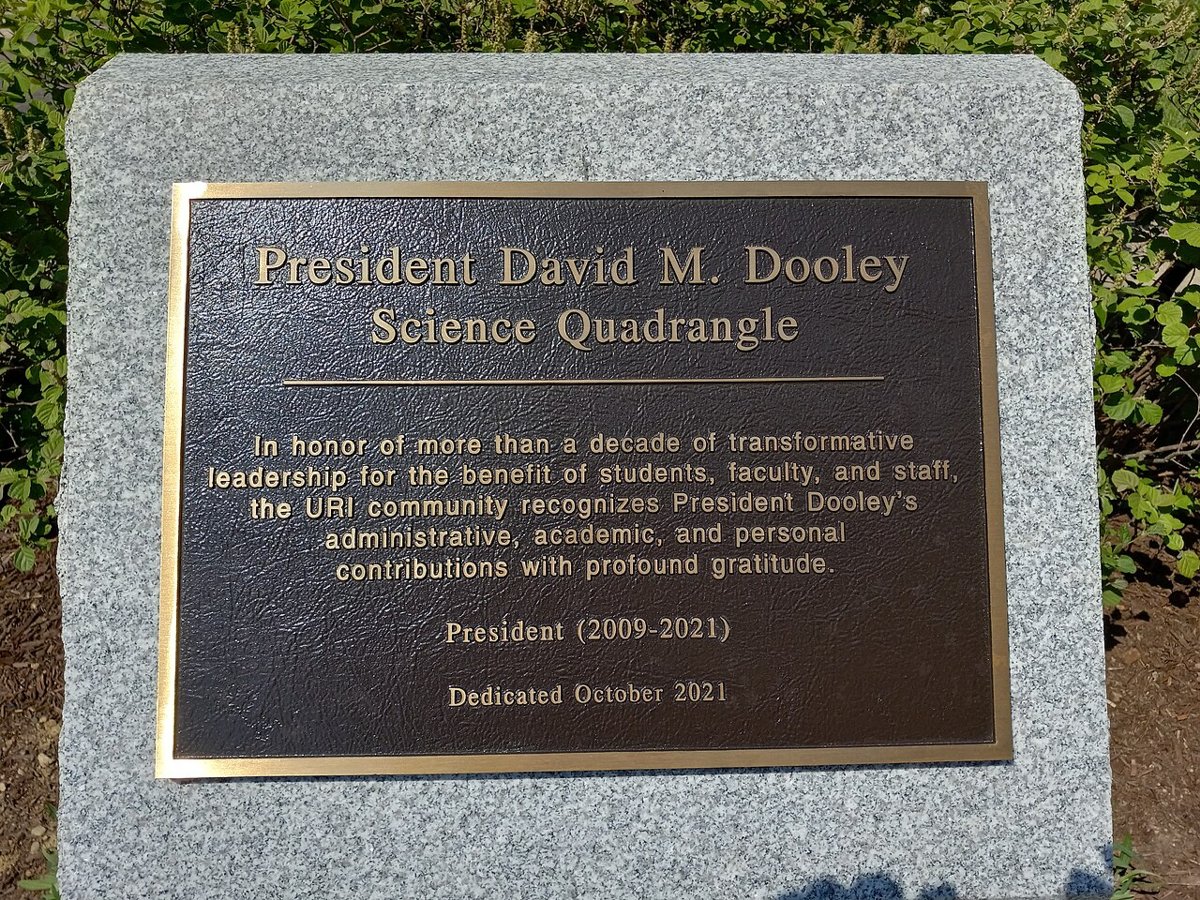 President David M. Dooley
Science Quadrangle
In honor of more than a decade of transformative
leadership for the benefit of students, faculty, and staff,
the URI community recognizes President Dooley's
administrative, academic, and personal
contributions with profound gratitude.
President (2009-2021)
Dedicated October 2021